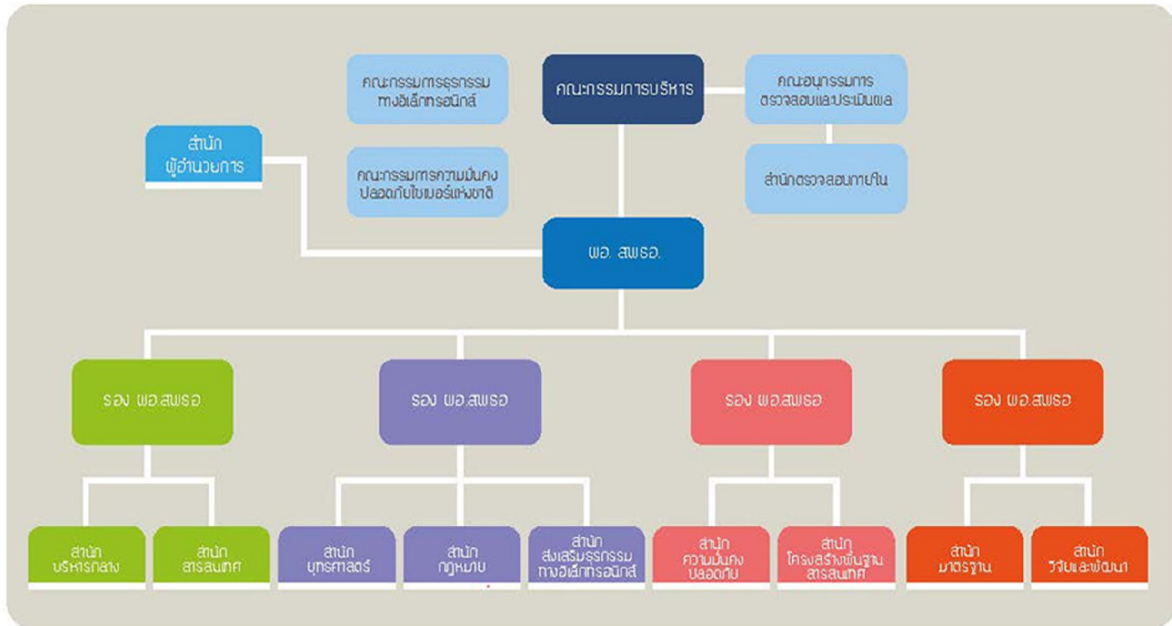 คณะกรรมการธุรกรรม
ทางอิเล็กทรอนิกส์
คณะกรรมการบริหาร
คณะอนุกรรมการ
ตรวจสอบและประเมินผล
สำนัก
ผู้อำนวยการ
คณะกรรมการความมั่นคง
ปลอดภัยไซเบอร์แห่งชาติ
สำนักตรวจสอบภายใน
ผอ. สพธอ.
รอง ผอ.สพธอ
รอง ผอ.สพธอ
รอง ผอ.สพธอ
รอง ผอ.สพธอ
สำนัก
บริหารกลาง
สำนัก
สารสนเทศ
สำนัก
ยุทธศาสตร์
สำนัก
กฎหมาย
สำนัก
ส่งเสริมธุรกรรม
ทางอิเล็กทรอนิกส์
สำนัก
ความมั่นคง
ปลอดภัย
สำนัก
โครงสร้างพื้นฐาน
สารสนเทศ
สำนัก
มาตรฐาน
สำนัก
วิจัยและพัฒนา